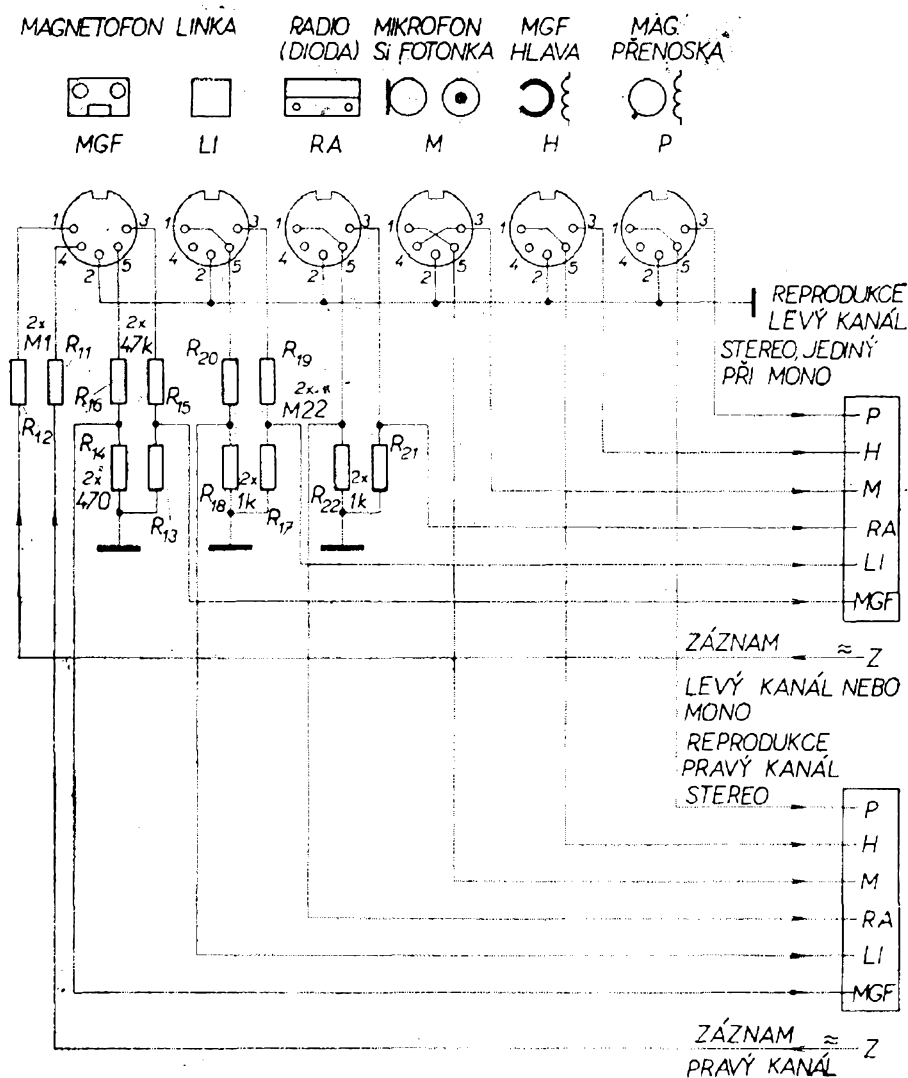 MAGNETOFON LINKA RADIO MIKROFON MGF MAG.
(DIODA) Si FOTONKA HLAVA PŘENOSKA
MGF LI RA M H P
1 3 1 3 1 3 1 3 1 3 1 3
4 5 4 5 4 5 4 5 4 5 4 5
2 2 2 2 2 2
REPRODUKCE
LEVÝ KANÁL
STEREO, JEDINÝ
PŘI MONO
2x 2x
M1 R11 47k R20 R19
R16 R15 2x
R12 M22
P
R14 R21 H
2x R18 2x R22 2x M
470 R13 1k R17 1k RA
LI
MGF
ZÁZNAM ≈ Z
LEVÝ KANÁL NEBO
MONO
REPRODUKCE
PRAVÝ KANÁL
STEREO
P
H
M
RA
LI
MGF
ZÁZNAM ≈ Z
PRAVÝ KANÁL